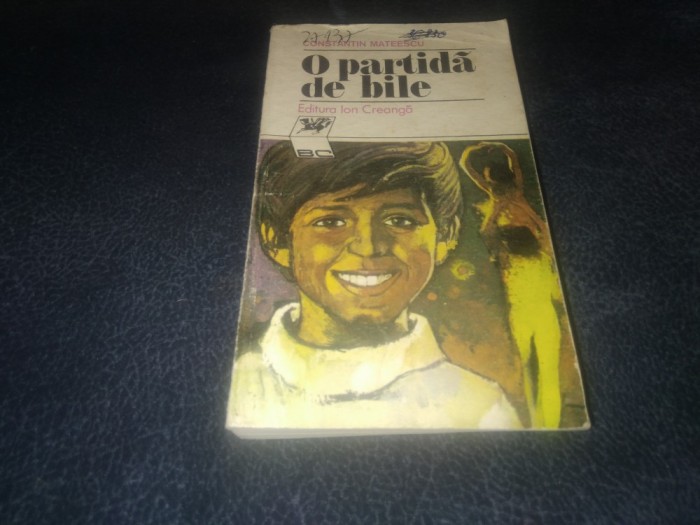 CONSTANTIN MATEESCU
O partidă
de bile
Editura Ion Creangă
BC